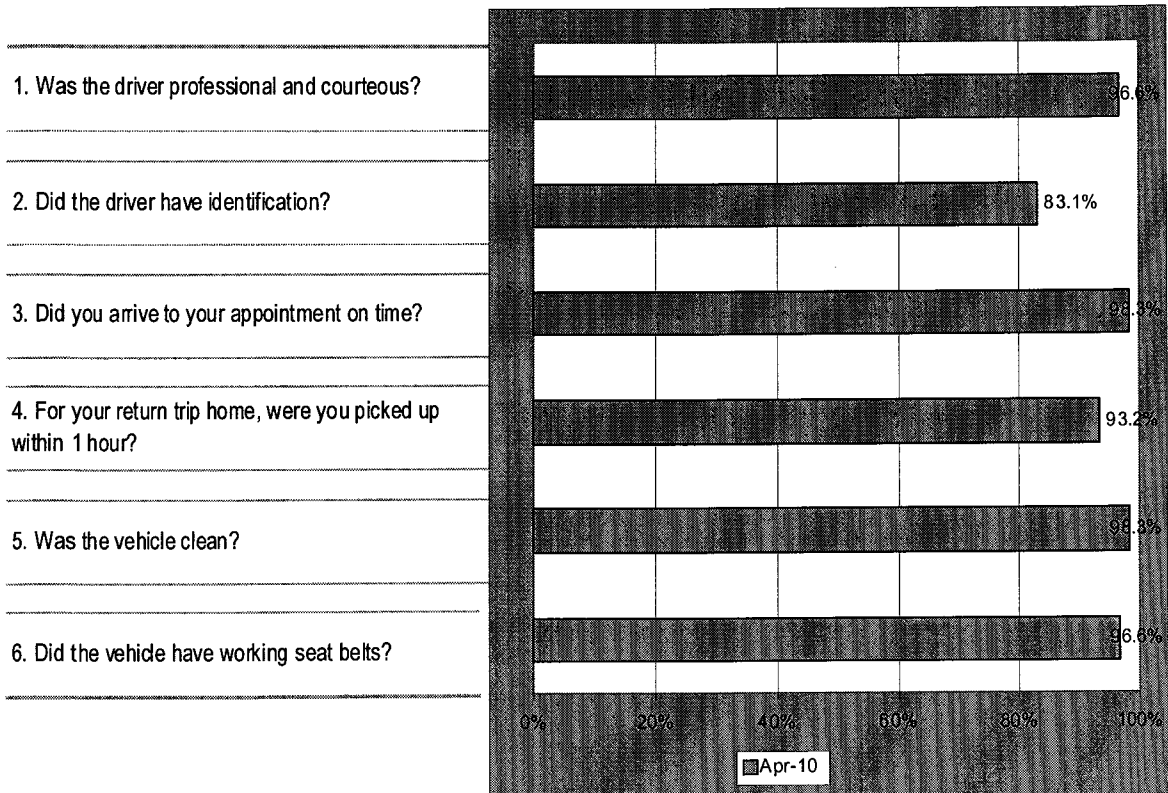 1. Was the driver professional and courteous?
96.6%
2. Did the driver have identification?
83.1%
3. Did you arrive to your appointment on time?
98.3%
4. For your return trip home, were you picked up
within 1 hour?
93.2%
5. Was the vehicle clean?
98.3%
6. Did the vehicle have working seat belts?
96.6%
0% 20% 40% 60% 80% 100%
Apr-10